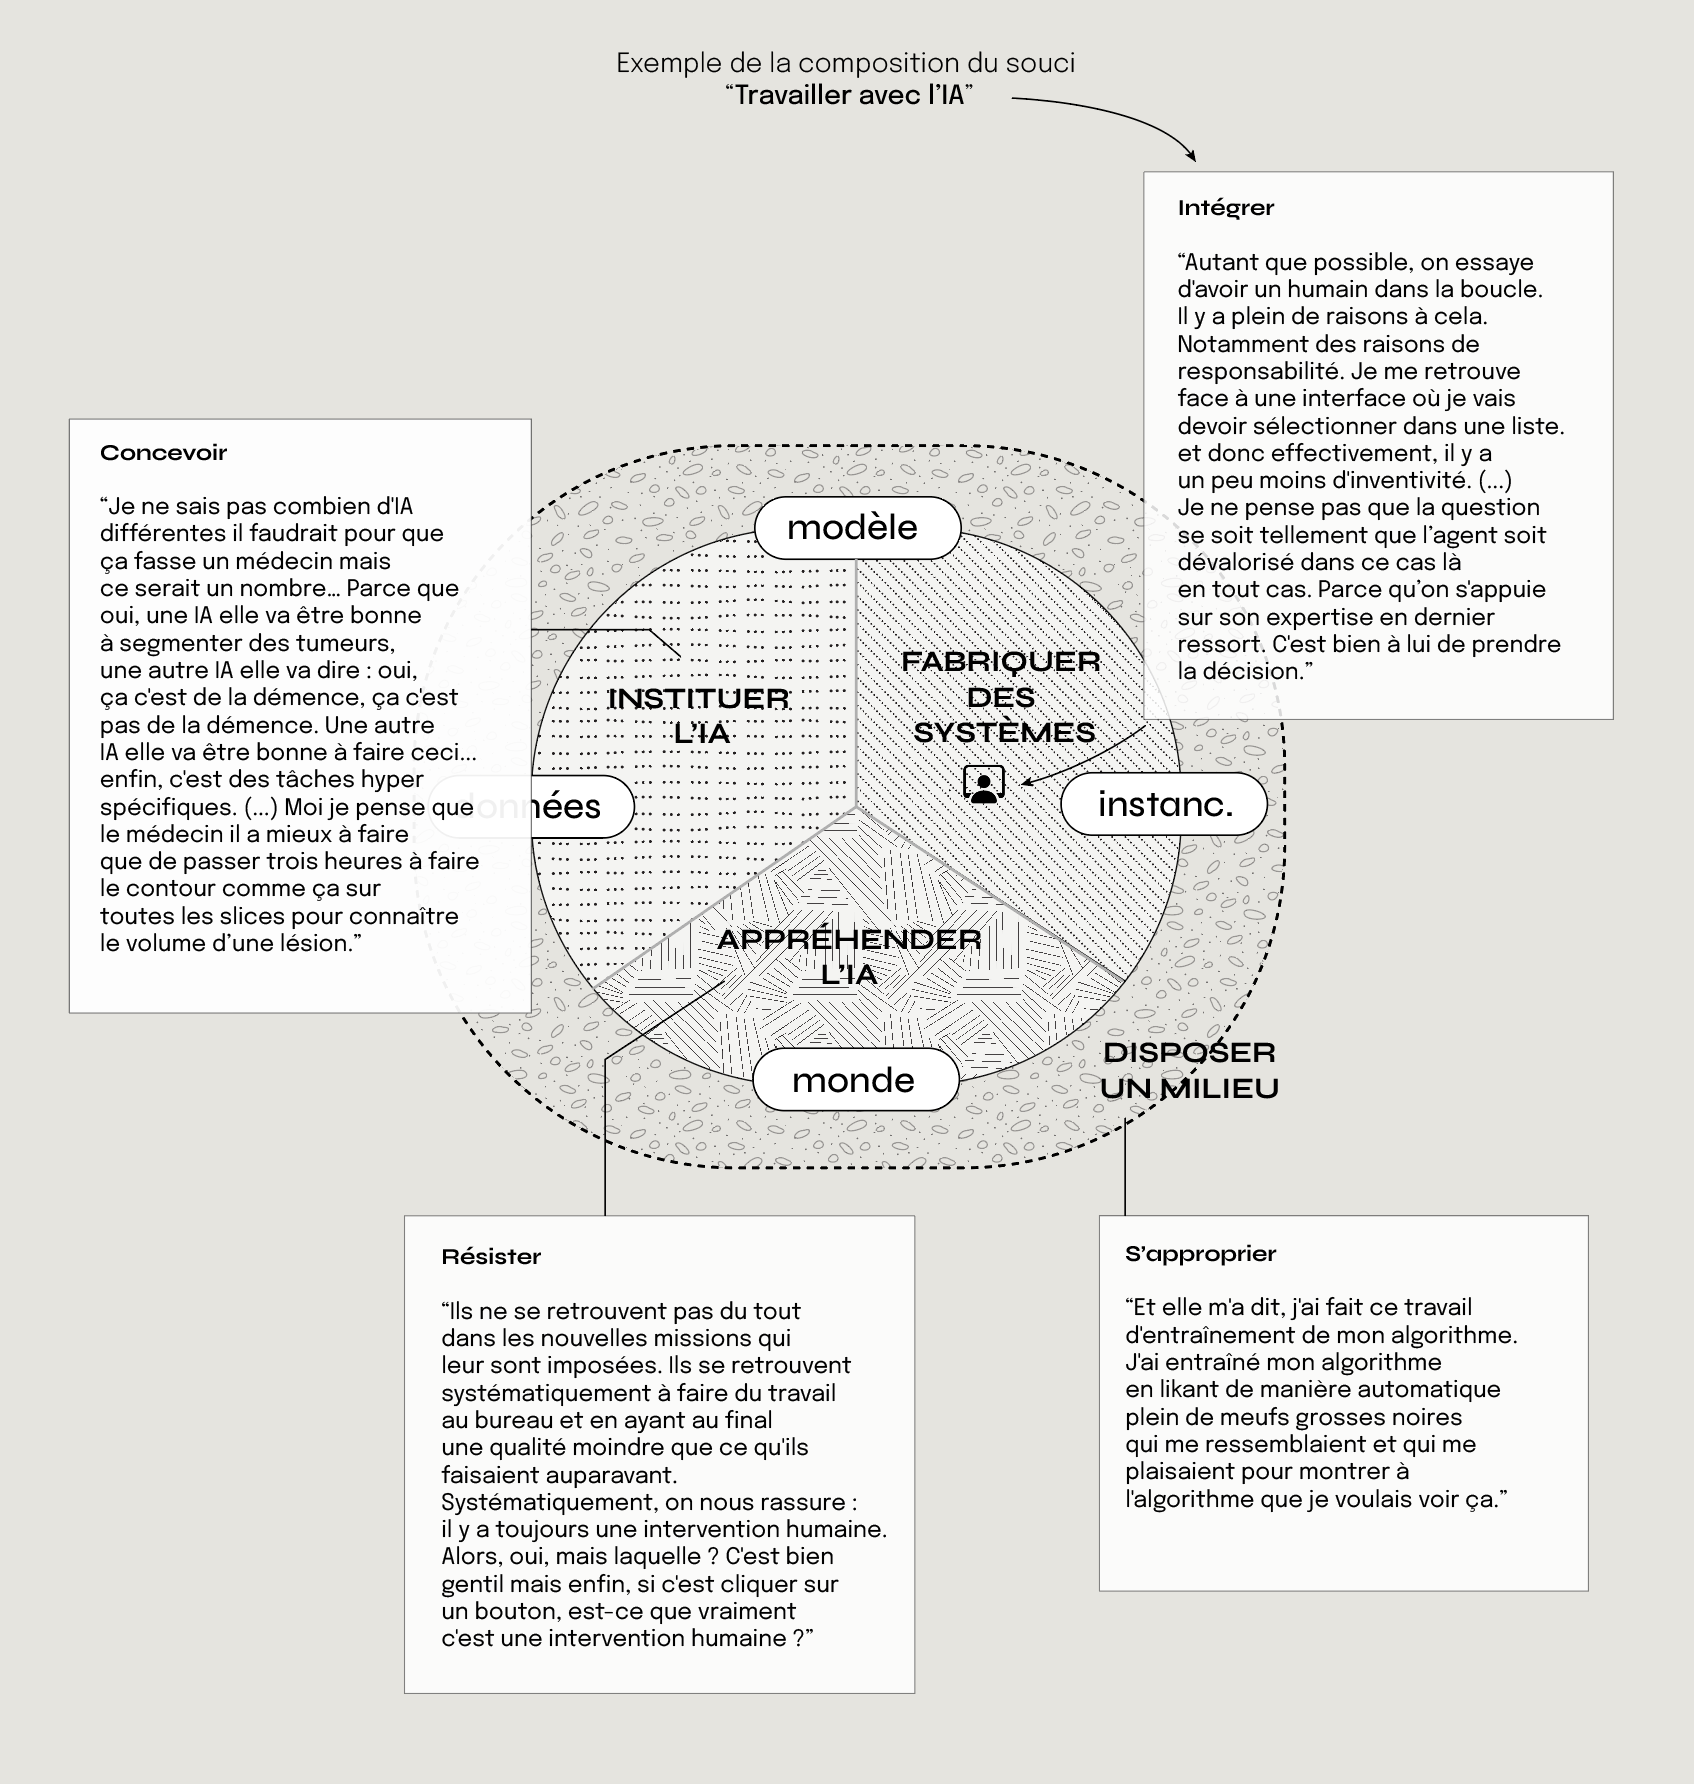 Exemple de la composition du souci
“Travailler avec l’IA”
Intégrer
“Autant que possible, on essaye
d'avoir un humain dans la boucle.
Il y a plein de raisons à cela.
Notamment des raisons de
responsabilité. Je me retrouve
face à une interface où je vais
devoir sélectionner dans une liste.
et donc effectivement, il y a
un peu moins d'inventivité. (...)
Je ne pense pas que la question
se soit tellement que l’agent soit
dévalorisé dans ce cas là
en tout cas. Parce qu’on s'appuie
sur son expertise en dernier
ressort. C'est bien à lui de prendre
la décision.”
Concevoir
“Je ne sais pas combien d'IA
différentes il faudrait pour que
ça fasse un médecin mais
ce serait un nombre… Parce que
oui, une IA elle va être bonne
à segmenter des tumeurs,
une autre IA elle va dire : oui,
ça c'est de la démence, ça c'est
pas de la démence. Une autre
IA elle va être bonne à faire ceci...
enfin, c'est des tâches hyper
spécifiques. (...) Moi je pense que
le médecin il a mieux à faire
que de passer trois heures à faire
le contour comme ça sur
toutes les slices pour connaître
le volume d’une lésion.”
modèle
INSTITUER
L’IA
FABRIQUER
DES
SYSTÈMES
données
instanc.
APPRÉHENDER
L’IA
monde
DISPOSER
UN MILIEU
Résister
“Ils ne se retrouvent pas du tout
dans les nouvelles missions qui
leur sont imposées. Ils se retrouvent
systématiquement à faire du travail
au bureau et en ayant au final
une qualité moindre que ce qu'ils
faisaient auparavant.
Systématiquement, on nous rassure :
il y a toujours une intervention humaine.
Alors, oui, mais laquelle ? C'est bien
gentil mais enfin, si c'est cliquer sur
un bouton, est-ce que vraiment
c'est une intervention humaine ?”
S’approprier
“Et elle m'a dit, j'ai fait ce travail
d'entraînement de mon algorithme.
J'ai entraîné mon algorithme
en likant de manière automatique
plein de meufs grosses noires
qui me ressemblaient et qui me
plaisaient pour montrer à
l'algorithme que je voulais voir ça.”